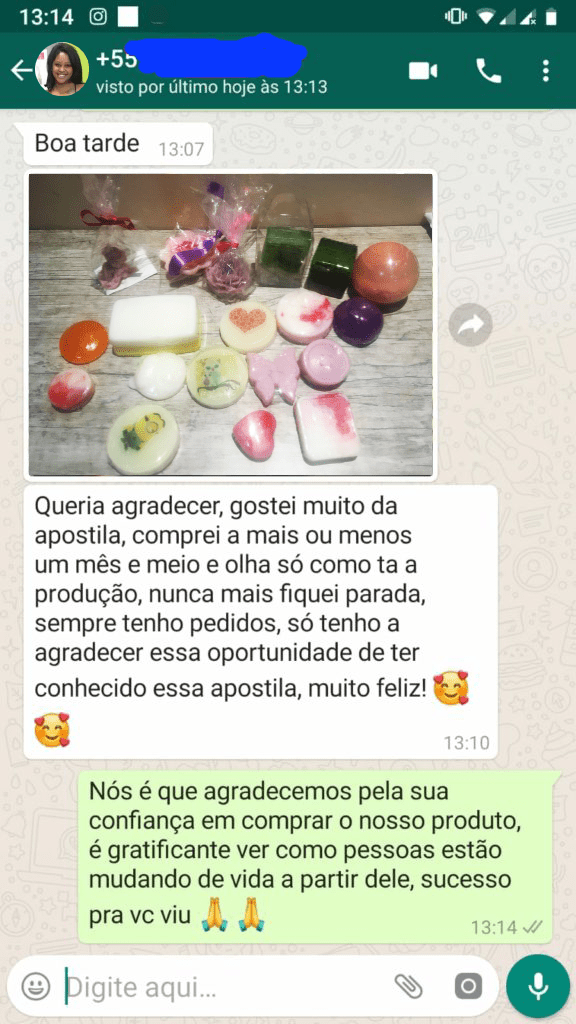 13:14
+55
visto por último hoje às 13:13
Boa tarde 13:07
Queria agradecer, gostei muito da
apostila, comprei a mais ou menos
um mês e meio e olha só como ta a
produção, nunca mais fiquei parada,
sempre tenho pedidos, só tenho a
agradecer essa oportunidade de ter
conhecido essa apostila, muito feliz! 🥰
🥰
13:10
Nós é que agradecemos pela sua
confiança em comprar o nosso produto,
é gratificante ver como pessoas estão
mudando de vida a partir dele, sucesso
pra vc viu 🙏 🙏
13:14
Digite aqui...